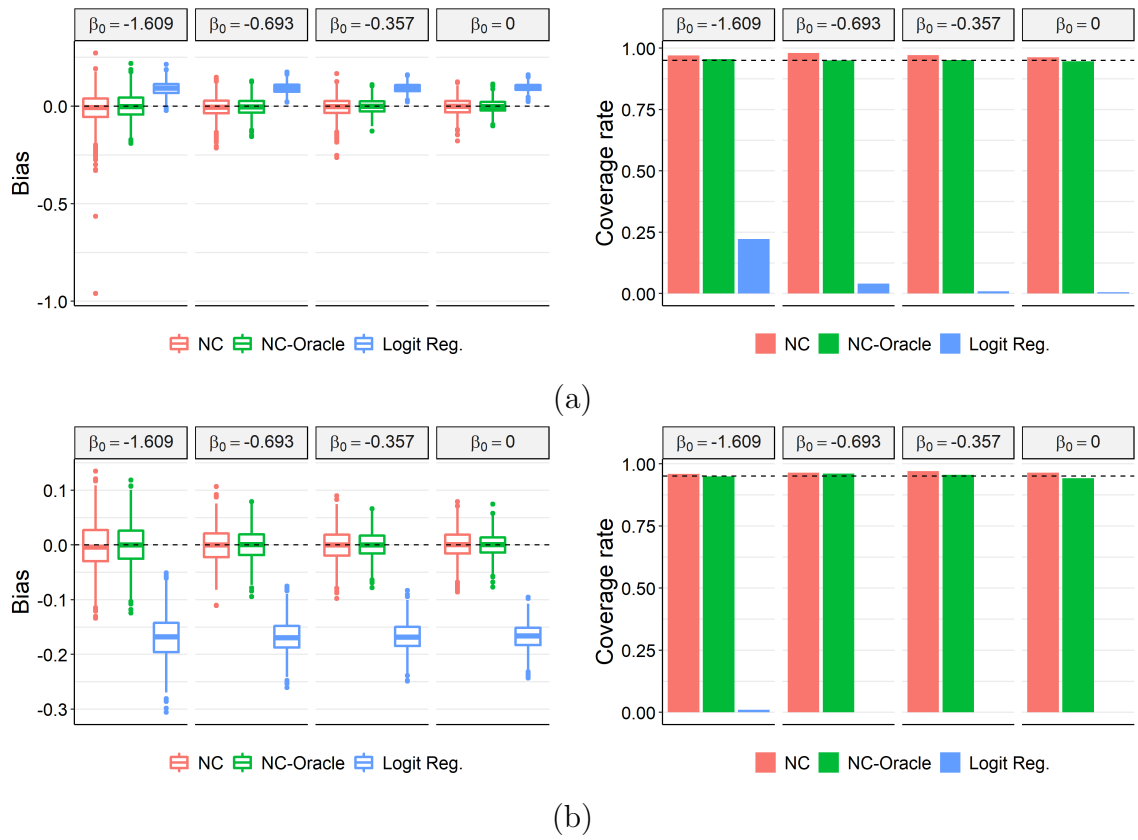 β₀ = -1.609 β₀ = -0.693 β₀ = -0.357 β₀ = 0
0.0
-0.5
-1.0
Bias
NC NC-Oracle Logit Reg.
β₀ = -1.609 β₀ = -0.693 β₀ = -0.357 β₀ = 0
1.00
0.75
0.50
0.25
0.00
Coverage rate
NC NC-Oracle Logit Reg.
(a)
β₀ = -1.609 β₀ = -0.693 β₀ = -0.357 β₀ = 0
0.1
0.0
-0.1
-0.2
-0.3
Bias
NC NC-Oracle Logit Reg.
β₀ = -1.609 β₀ = -0.693 β₀ = -0.357 β₀ = 0
1.00
0.75
0.50
0.25
0.00
Coverage rate
NC NC-Oracle Logit Reg.
(b)